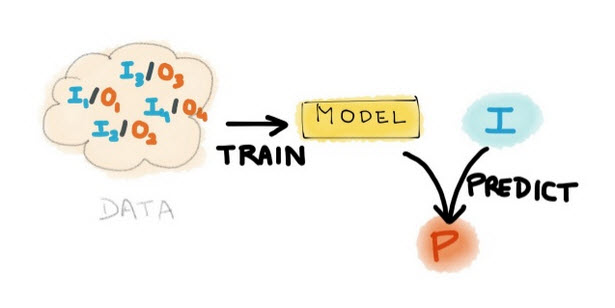 I₃/O₃
I₁/O₁
I₄/O₄
I₂/O₂
DATA
TRAIN
MODEL
I
PREDICT
P